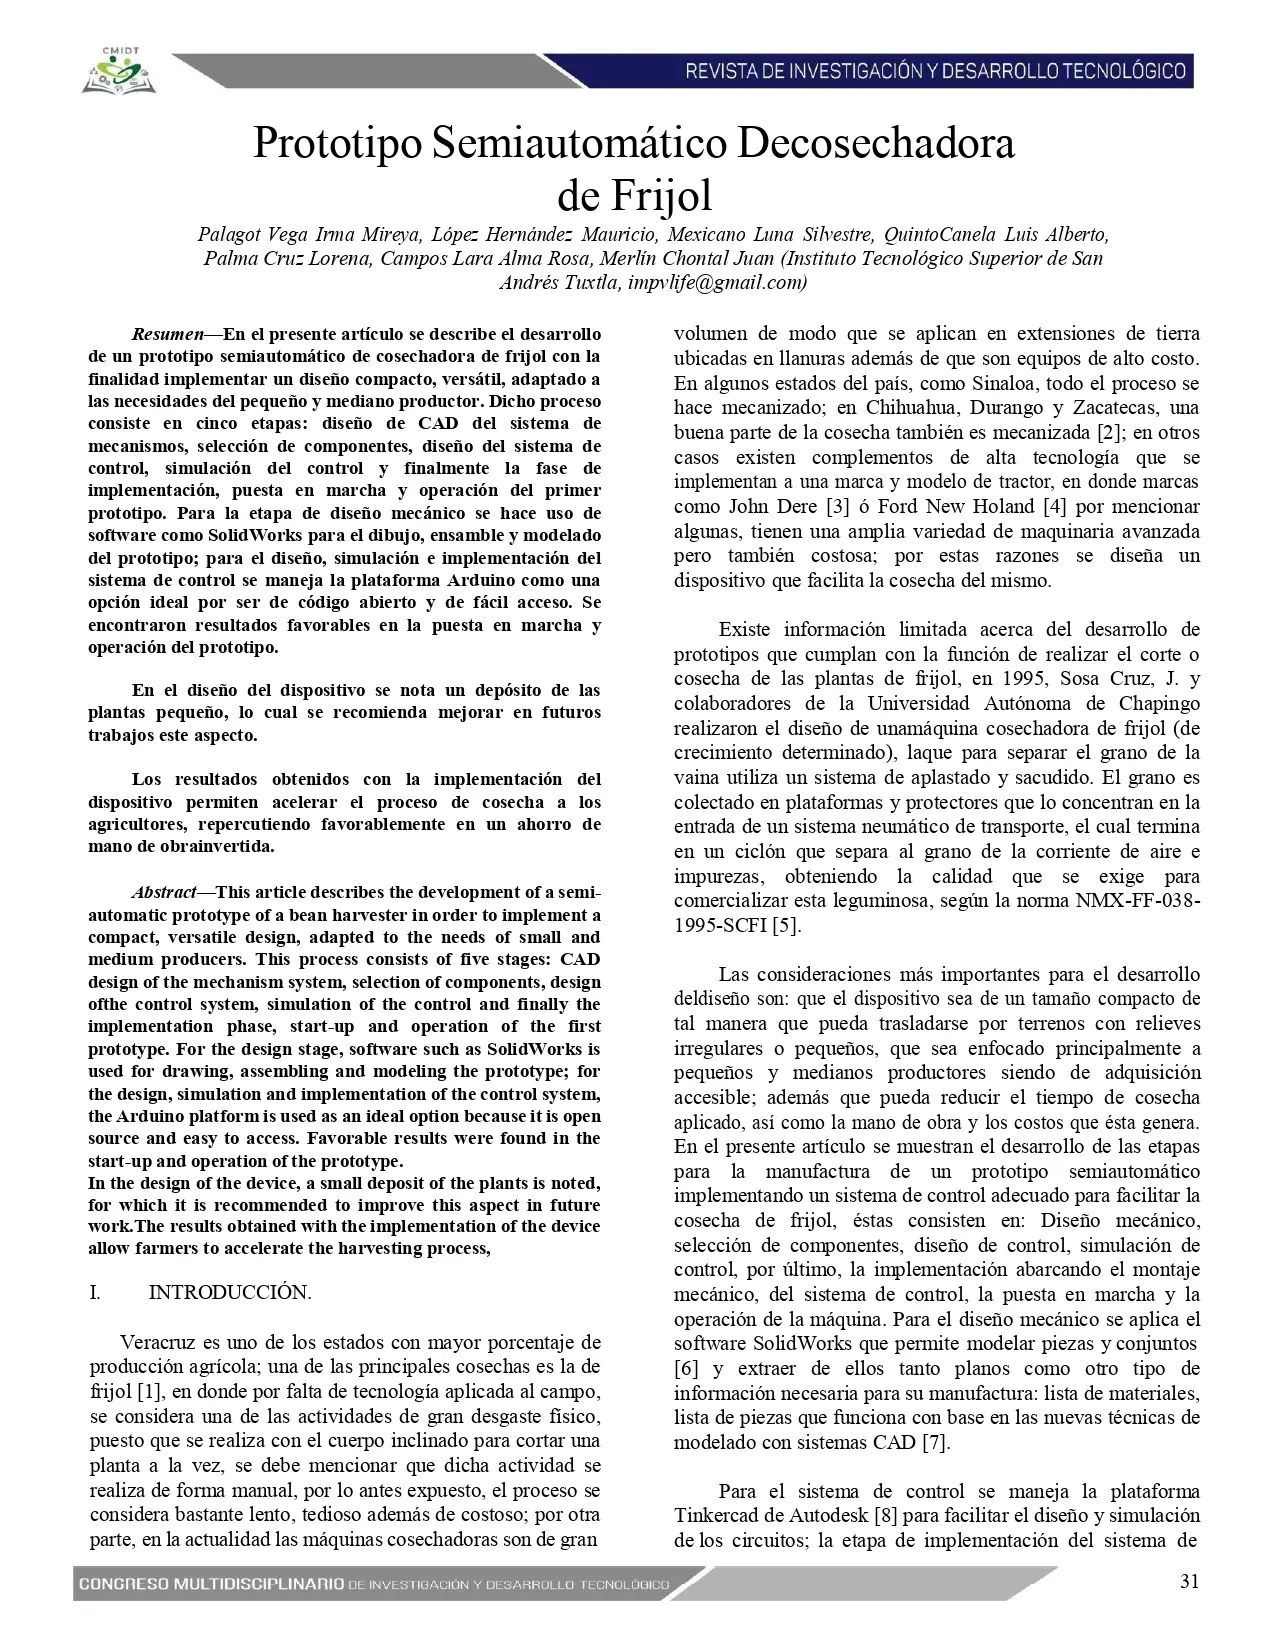 CMIDT
REVISTA DE INVESTIGACIÓN Y DESARROLLO TECNOLÓGICO
Prototipo Semiautomático Decosechadora
de Frijol
Palagot Vega Irma Mireya, López Hernández Mauricio, Mexicano Luna Silvestre, QuintoCanela Luis Alberto,
Palma Cruz Lorena, Campos Lara Alma Rosa, Merlín Chontal Juan (Instituto Tecnológico Superior de San
Andrés Tuxtla, impvlife@gmail.com)
Resumen—En el presente artículo se describe el desarrollo
de un prototipo semiautomático de cosechadora de frijol con la
finalidad implementar un diseño compacto, versátil, adaptado a
las necesidades del pequeño y mediano productor. Dicho proceso
consiste en cinco etapas: diseño de CAD del sistema de
mecanismos, selección de componentes, diseño del sistema de
control, simulación del control y finalmente la fase de
implementación, puesta en marcha y operación del primer
prototipo. Para la etapa de diseño mecánico se hace uso de
software como SolidWorks para el dibujo, ensamble y modelado
del prototipo; para el diseño, simulación e implementación del
sistema de control se maneja la plataforma Arduino como una
opción ideal por ser de código abierto y de fácil acceso. Se
encontraron resultados favorables en la puesta en marcha y
operación del prototipo.
En el diseño del dispositivo se nota un depósito de las
plantas pequeño, lo cual se recomienda mejorar en futuros
trabajos este aspecto.
Los resultados obtenidos con la implementación del
dispositivo permiten acelerar el proceso de cosecha a los
agricultores, repercutiendo favorablemente en un ahorro de
mano de obrainvertida.
Abstract—This article describes the development of a semi-
automatic prototype of a bean harvester in order to implement a
compact, versatile design, adapted to the needs of small and
medium producers. This process consists of five stages: CAD
design of the mechanism system, selection of components, design
ofthe control system, simulation of the control and finally the
implementation phase, start-up and operation of the first
prototype. For the design stage, software such as SolidWorks is
used for drawing, assembling and modeling the prototype; for
the design, simulation and implementation of the control system,
the Arduino platform is used as an ideal option because it is open
source and easy to access. Favorable results were found in the
start-up and operation of the prototype.
In the design of the device, a small deposit of the plants is noted,
for which it is recommended to improve this aspect in future
work.The results obtained with the implementation of the device
allow farmers to accelerate the harvesting process,
I. INTRODUCCIÓN.
Veracruz es uno de los estados con mayor porcentaje de
producción agrícola; una de las principales cosechas es la de
frijol [1], en donde por falta de tecnología aplicada al campo,
se considera una de las actividades de gran desgaste físico,
puesto que se realiza con el cuerpo inclinado para cortar una
planta a la vez, se debe mencionar que dicha actividad se
realiza de forma manual, por lo antes expuesto, el proceso se
considera bastante lento, tedioso además de costoso; por otra
parte, en la actualidad las máquinas cosechadoras son de gran
volumen de modo que se aplican en extensiones de tierra
ubicadas en llanuras además de que son equipos de alto costo.
En algunos estados del país, como Sinaloa, todo el proceso se
hace mecanizado; en Chihuahua, Durango y Zacatecas, una
buena parte de la cosecha también es mecanizada [2]; en otros
casos existen complementos de alta tecnología que se
implementan a una marca y modelo de tractor, en donde marcas
como John Dere [3] ó Ford New Holand [4] por mencionar
algunas, tienen una amplia variedad de maquinaria avanzada
pero también costosa; por estas razones se diseña un
dispositivo que facilita la cosecha del mismo.
Existe información limitada acerca del desarrollo de
prototipos que cumplan con la función de realizar el corte o
cosecha de las plantas de frijol, en 1995, Sosa Cruz, J. y
colaboradores de la Universidad Autónoma de Chapingo
realizaron el diseño de unamáquina cosechadora de frijol (de
crecimiento determinado), laque para separar el grano de la
vaina utiliza un sistema de aplastado y sacudido. El grano es
colectado en plataformas y protectores que lo concentran en la
entrada de un sistema neumático de transporte, el cual termina
en un ciclón que separa al grano de la corriente de aire e
impurezas, obteniendo la calidad que se exige para
comercializar esta leguminosa, según la norma NMX-FF-038-
1995-SCFI [5].
Las consideraciones más importantes para el desarrollo
deldiseño son: que el dispositivo sea de un tamaño compacto de
tal manera que pueda trasladarse por terrenos con relieves
irregulares o pequeños, que sea enfocado principalmente a
pequeños y medianos productores siendo de adquisición
accesible; además que pueda reducir el tiempo de cosecha
aplicado, así como la mano de obra y los costos que ésta genera.
En el presente artículo se muestran el desarrollo de las etapas
para la manufactura de un prototipo semiautomático
implementando un sistema de control adecuado para facilitar la
cosecha de frijol, éstas consisten en: Diseño mecánico,
selección de componentes, diseño de control, simulación de
control, por último, la implementación abarcando el montaje
mecánico, del sistema de control, la puesta en marcha y la
operación de la máquina. Para el diseño mecánico se aplica el
software SolidWorks que permite modelar piezas y conjuntos
[6] y extraer de ellos tanto planos como otro tipo de
información necesaria para su manufactura: lista de materiales,
lista de piezas que funciona con base en las nuevas técnicas de
modelado con sistemas CAD [7].
Para el sistema de control se maneja la plataforma
Tinkercad de Autodesk [8] para facilitar el diseño y simulación
de los circuitos; la etapa de implementación del sistema de
CONGRESO MULTIDISCIPLINARIO DE INVESTIGACIÓN Y DESARROLLO TECNOLÓGICO
31